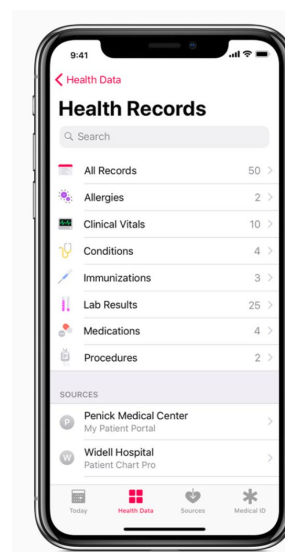 9:41
Health Data
Health Records
Search
All Records 50
Allergies 2
Clinical Vitals 10
Conditions 4
Immunizations 3
Lab Results 25
Medications 4
Procedures 2
SOURCES
P Penick Medical Center
My Patient Portal
W Widell Hospital
Patient Chart Pro
Today Health Data Sources Medical ID